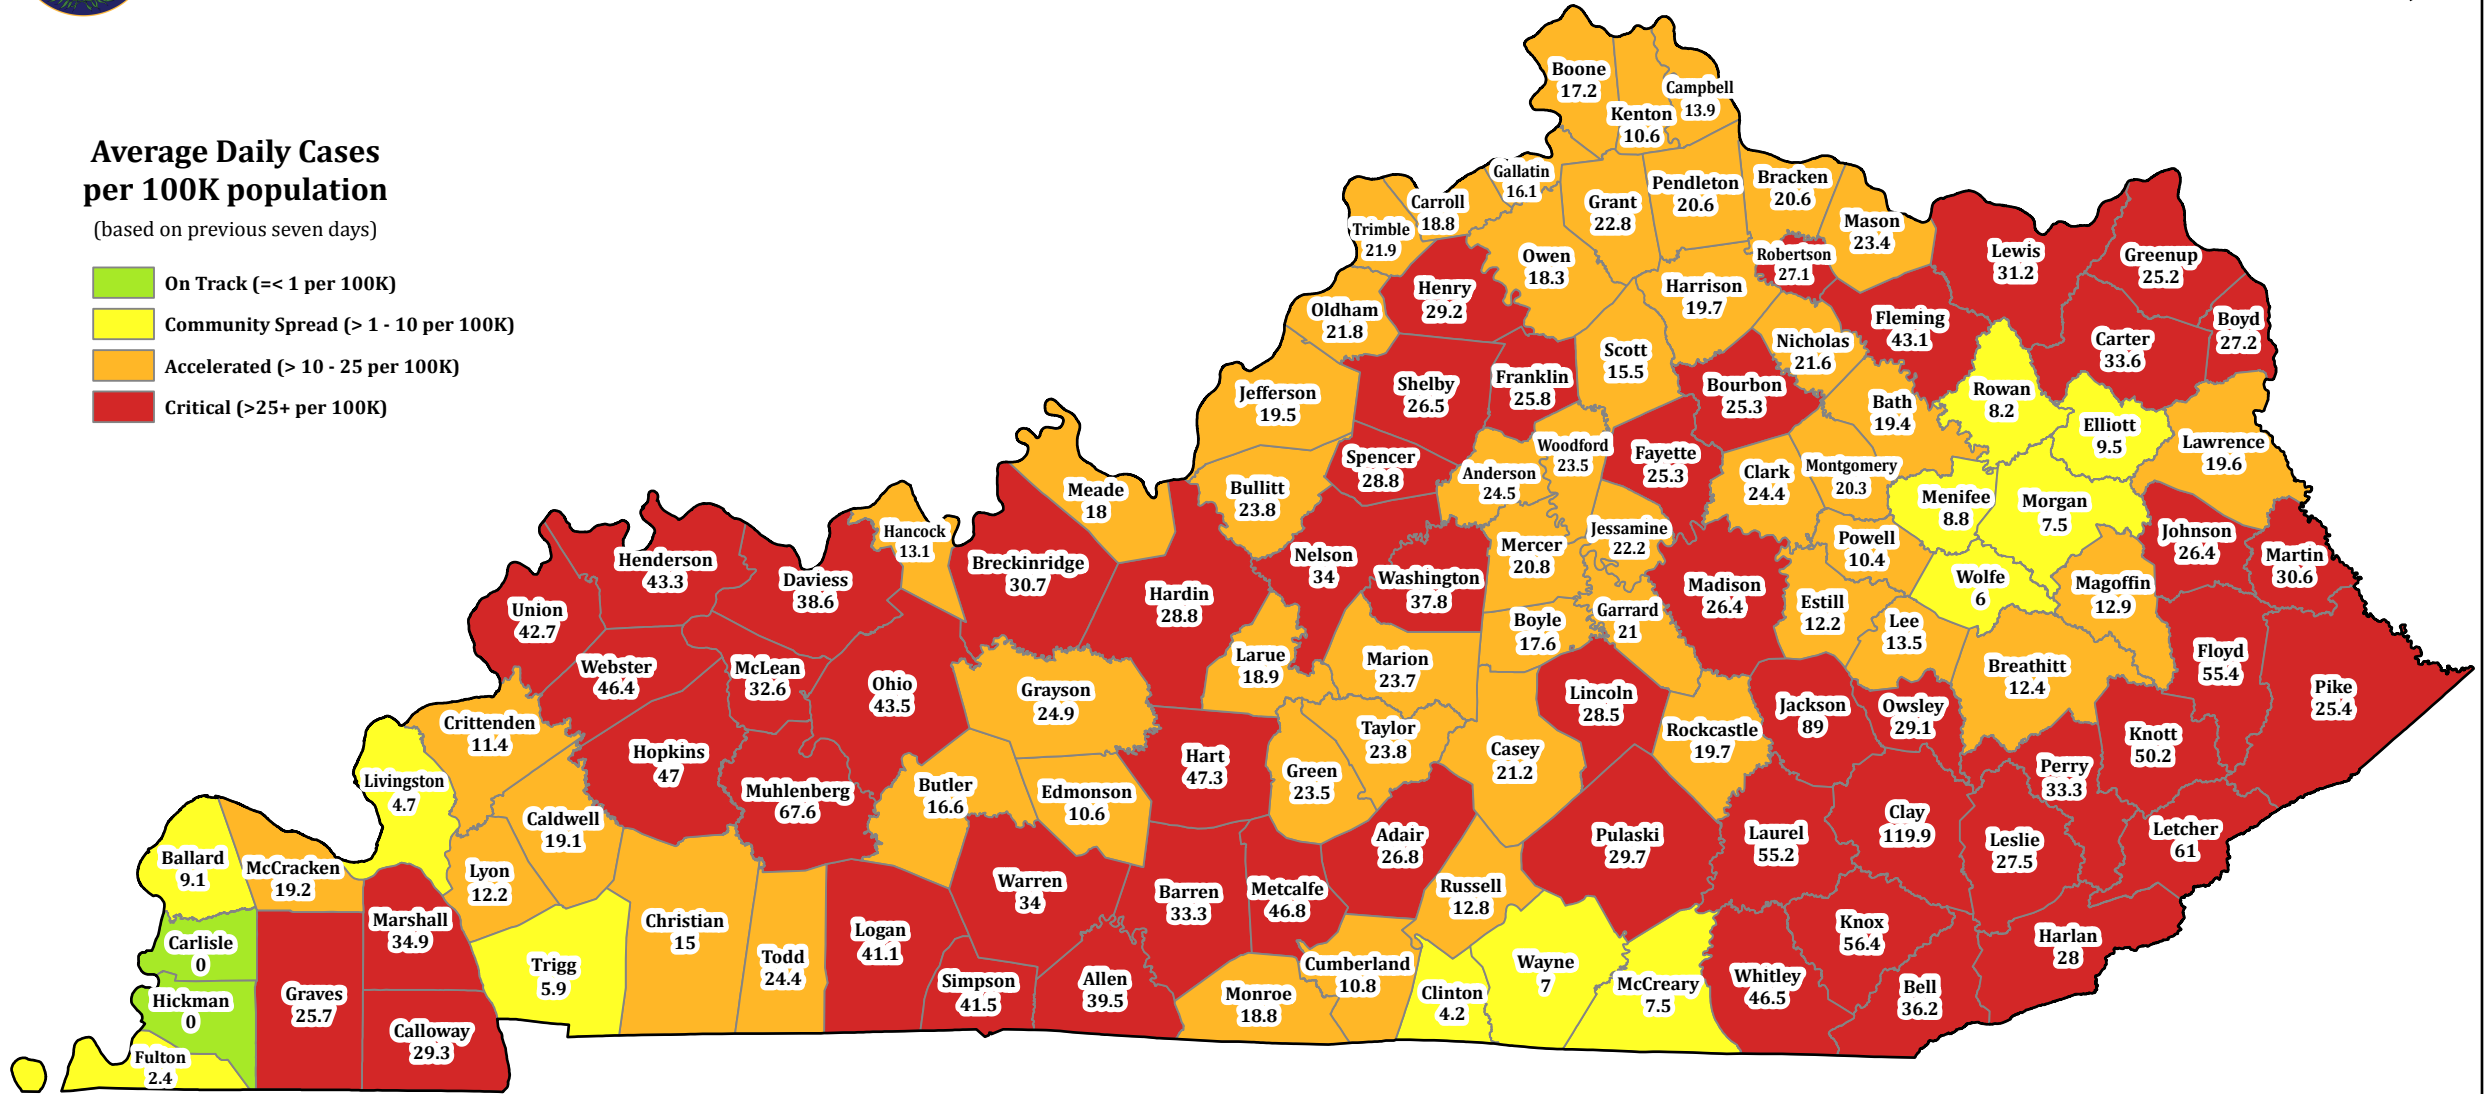 Average Daily Cases
per 100K population
(based on previous seven days)
On Track (=< 1 per 100K)
Community Spread (> 1 - 10 per 100K)
Accelerated (> 10 - 25 per 100K)
Critical (>25+ per 100K)
Boone
17.2
Kenton
10.6
Campbell
13.9
Gallatin
16.1
Carroll
18.8
Trimble
21.9
Grant
22.8
Pendleton
20.6
Bracken
20.6
Mason
23.4
Robertson
27.1
Lewis
31.2
Greenup
25.2
Owen
18.3
Henry
29.2
Oldham
21.8
Harrison
19.7
Fleming
43.1
Carter
33.6
Boyd
27.2
Nicholas
21.6
Scott
15.5
Franklin
25.8
Shelby
26.5
Jefferson
19.5
Bourbon
25.3
Bath
19.4
Rowan
8.2
Elliott
9.5
Lawrence
19.6
Woodford
23.5
Fayette
25.3
Spencer
28.8
Anderson
24.5
Clark
24.4
Montgomery
20.3
Menifee
8.8
Morgan
7.5
Bullitt
23.8
Meade
18
Hancock
13.1
Jessamine
22.2
Mercer
20.8
Powell
10.4
Johnson
26.4
Martin
30.6
Nelson
34
Washington
37.8
Madison
26.4
Wolfe
6
Magoffin
12.9
Breckinridge
30.7
Hardin
28.8
Henderson
43.3
Daviess
38.6
Union
42.7
Boyle
17.6
Garrard
21
Estill
12.2
Lee
13.5
Breathitt
12.4
Floyd
55.4
Pike
25.4
Larue
18.9
Marion
23.7
Webster
46.4
McLean
32.6
Ohio
43.5
Grayson
24.9
Lincoln
28.5
Rockcastle
19.7
Jackson
89
Owsley
29.1
Knott
50.2
Perry
33.3
Crittenden
11.4
Hopkins
47
Muhlenberg
67.6
Butler
16.6
Edmonson
10.6
Hart
47.3
Green
23.5
Taylor
23.8
Casey
21.2
Livingston
4.7
Caldwell
19.1
Adair
26.8
Pulaski
29.7
Laurel
55.2
Clay
119.9
Leslie
27.5
Letcher
61
Ballard
9.1
McCracken
19.2
Lyon
12.2
Warren
34
Barren
33.3
Metcalfe
46.8
Russell
12.8
Marshall
34.9
Christian
15
Todd
24.4
Logan
41.1
Knox
56.4
Harlan
28
Carlisle
0
Hickman
0
Graves
25.7
Calloway
29.3
Trigg
5.9
Simpson
41.5
Allen
39.5
Monroe
18.8
Cumberland
10.8
Clinton
4.2
Wayne
7
McCreary
7.5
Whitley
46.5
Bell
36.2
Fulton
2.4